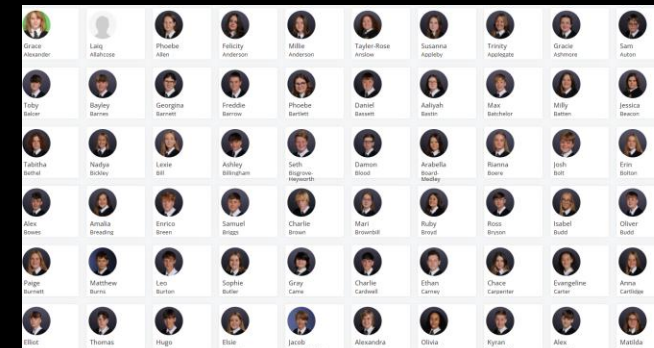 Grace
Alexander
Laiq
Allahcose
Phoebe
Allen
Felicity
Anderson
Millie
Anderson
Tayler-Rose
Anslow
Susanna
Appleby
Trinity
Applegate
Gracie
Ashmore
Sam
Auton
Toby
Balcer
Bayley
Barnes
Georgina
Barnett
Freddie
Barrow
Phoebe
Bartlett
Daniel
Bassett
Aaliyah
Bastin
Max
Batchelor
Milly
Batten
Jessica
Beacon
Tabitha
Bethel
Nadya
Bickley
Lexie
Bill
Ashley
Billingham
Seth
Bisgrove-
Heyworth
Damon
Blood
Arabella
Board-
Medley
Rianna
Boere
Josh
Bolt
Erin
Bolton
Alex
Bowes
Amalia
Breading
Enrico
Breen
Samuel
Briggs
Charlie
Brown
Mari
Brownbill
Ruby
Broyd
Ross
Bryson
Isabel
Budd
Oliver
Budd
Paige
Burnett
Matthew
Burns
Leo
Burton
Sophie
Butler
Gray
Came
Charlie
Cardwell
Ethan
Carney
Chace
Carpenter
Evangeline
Carter
Anna
Cartlidge
Elliot
Thomas
Hugo
Elsie
Jacob
Alexandra
Olivia
Kyran
Alex
Matilda